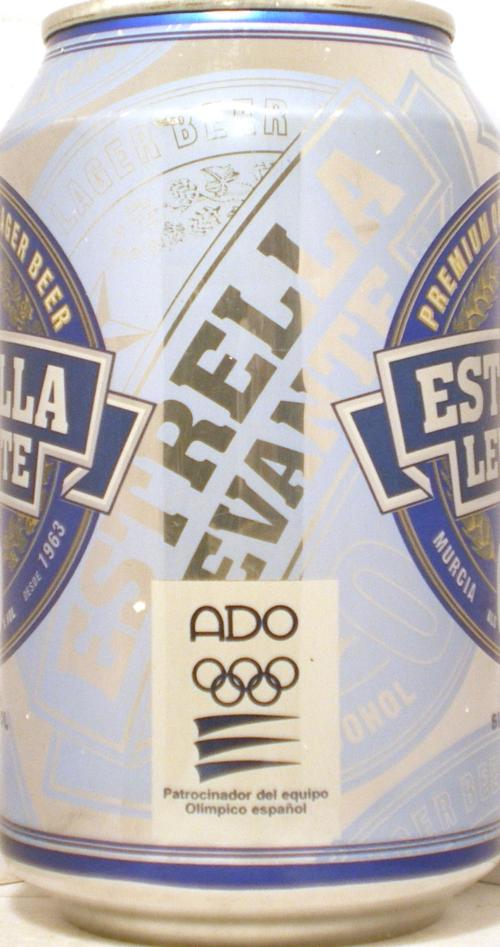 LAGER BEER
ESTRELLA
LEVANTE
LAGER BEER
LLA
TE
DESDE 1963
PREMIUM
EST
LE
MURCIA
ADO
Patrocinador del equipo
Olímpico español